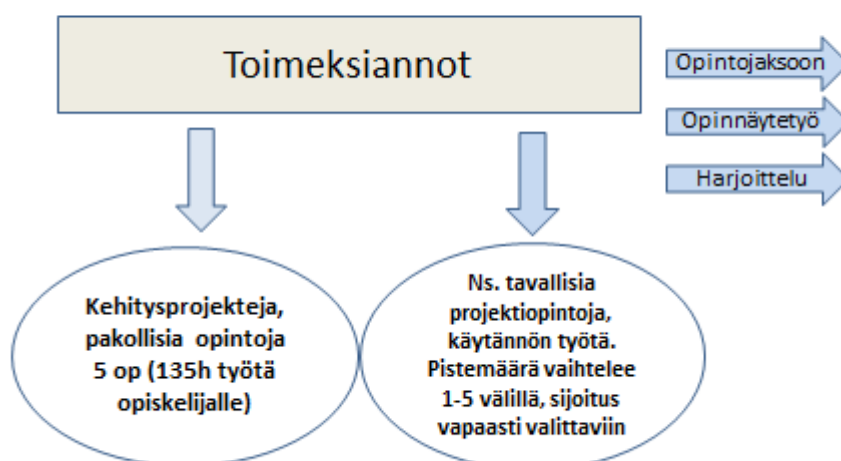 Toimeksiannot
Opintojaksoon
Opinnäytetyö
Harjoittelu
Kehitysprojekteja,
pakollisia opintoja
5 op (135h työtä
opiskelijalle)
Ns. tavallisia
projektiopintoja,
käytännön työtä.
Pistemäärä vaihtelee
1-5 välillä, sijoitus
vapaasti valittaviin